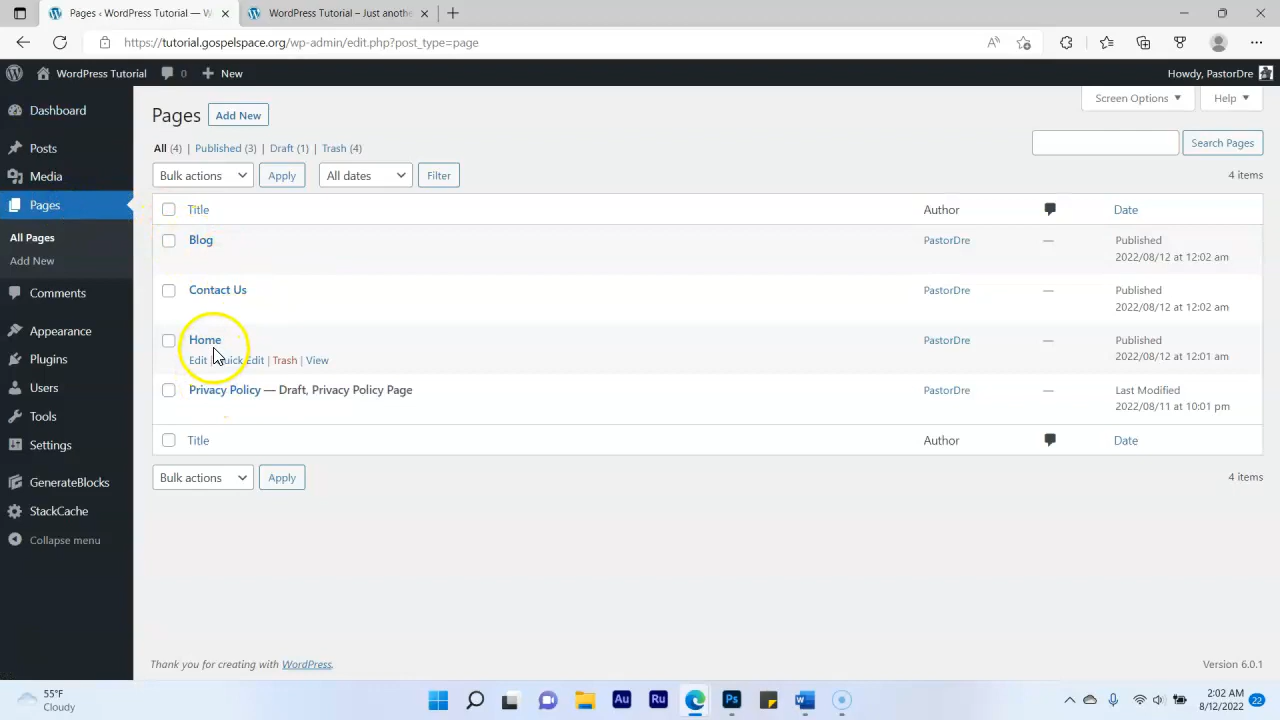 Pages ‹ WordPress Tutorial — W
WordPress Tutorial – Just anothe
https://tutorial.gospelspace.org/wp-admin/edit.php?post_type=page
WordPress Tutorial 0 New
Howdy, PastorDre
Dashboard
Posts
Media
Pages
All Pages
Add New
Comments
Appearance
Plugins
Users
Tools
Settings
GenerateBlocks
StackCache
Collapse menu
Screen Options Help
Pages Add New
All (4) | Published (3) | Draft (1) | Trash (4)
Search Pages
Bulk actions Apply All dates Filter
4 items
Title Author Date
Blog PastorDre — Published
2022/08/12 at 12:02 am
Contact Us PastorDre — Published
2022/08/12 at 12:02 am
Home PastorDre — Published
Edit | Quick Edit | Trash | View 2022/08/12 at 12:01 am
Privacy Policy — Draft, Privacy Policy Page PastorDre — Last Modified
2022/08/11 at 10:01 pm
Title Author Date
Bulk actions Apply
4 items
Thank you for creating with WordPress.
Version 6.0.1
55°F
Cloudy
Au Ru Ps
2:02 AM
8/12/2022
22